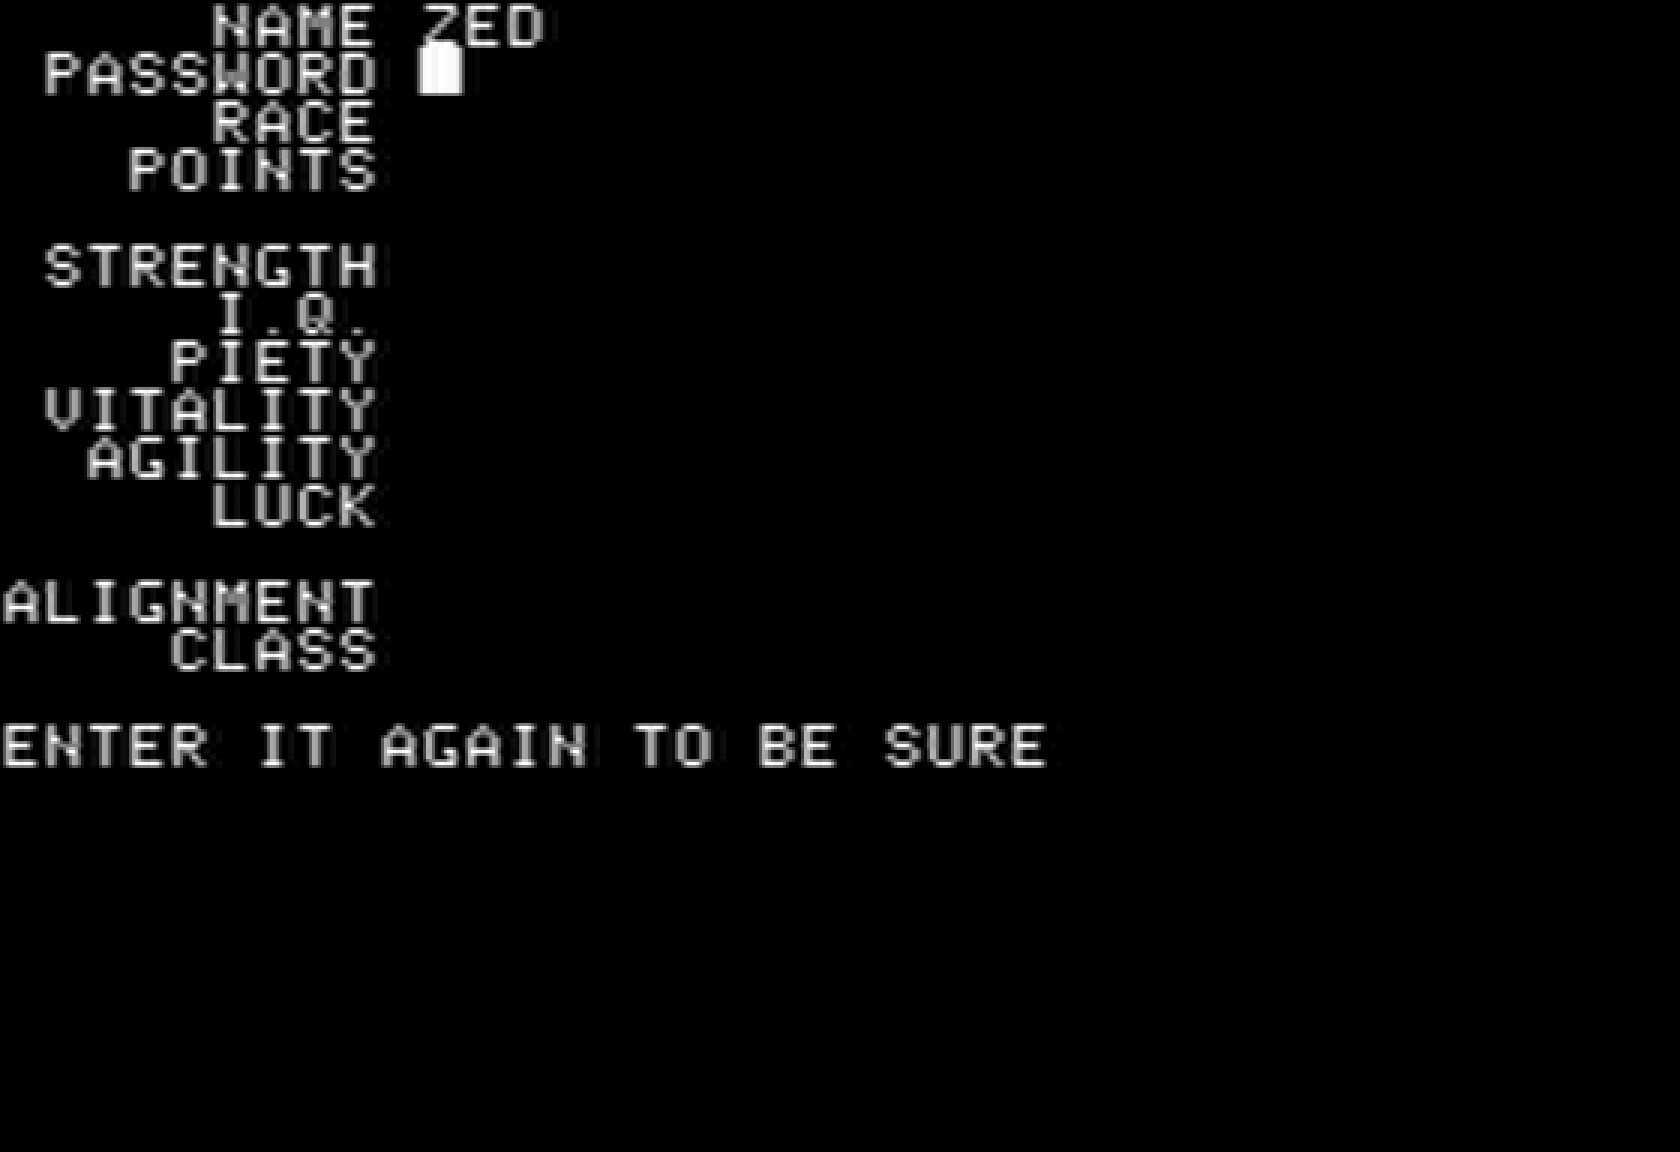 NAME ZED
PASSWORD
RACE
POINTS
STRENGTH
I.Q.
PIETY
VITALITY
AGILITY
LUCK
ALIGNMENT
CLASS
ENTER IT AGAIN TO BE SURE